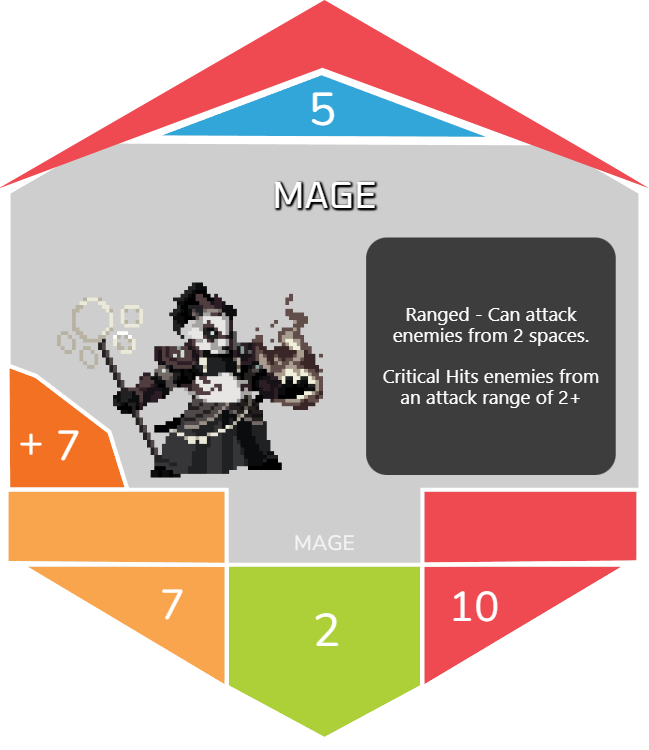 5
MAGE
Ranged - Can attack
enemies from 2 spaces.
Critical Hits enemies from
an attack range of 2+
+ 7
MAGE
7
2
10